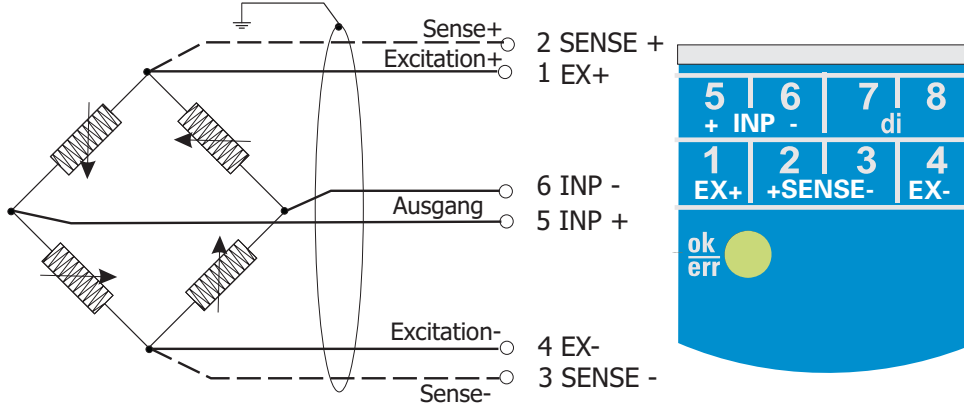 Sense+
2 SENSE +
Excitation+
1 EX+
6 INP -
Ausgang
5 INP +
Excitation-
4 EX-
3 SENSE -
Sense-
5 6 7 8
+ INP - di
1 2 3 4
EX+ +SENSE- EX-
ok
err